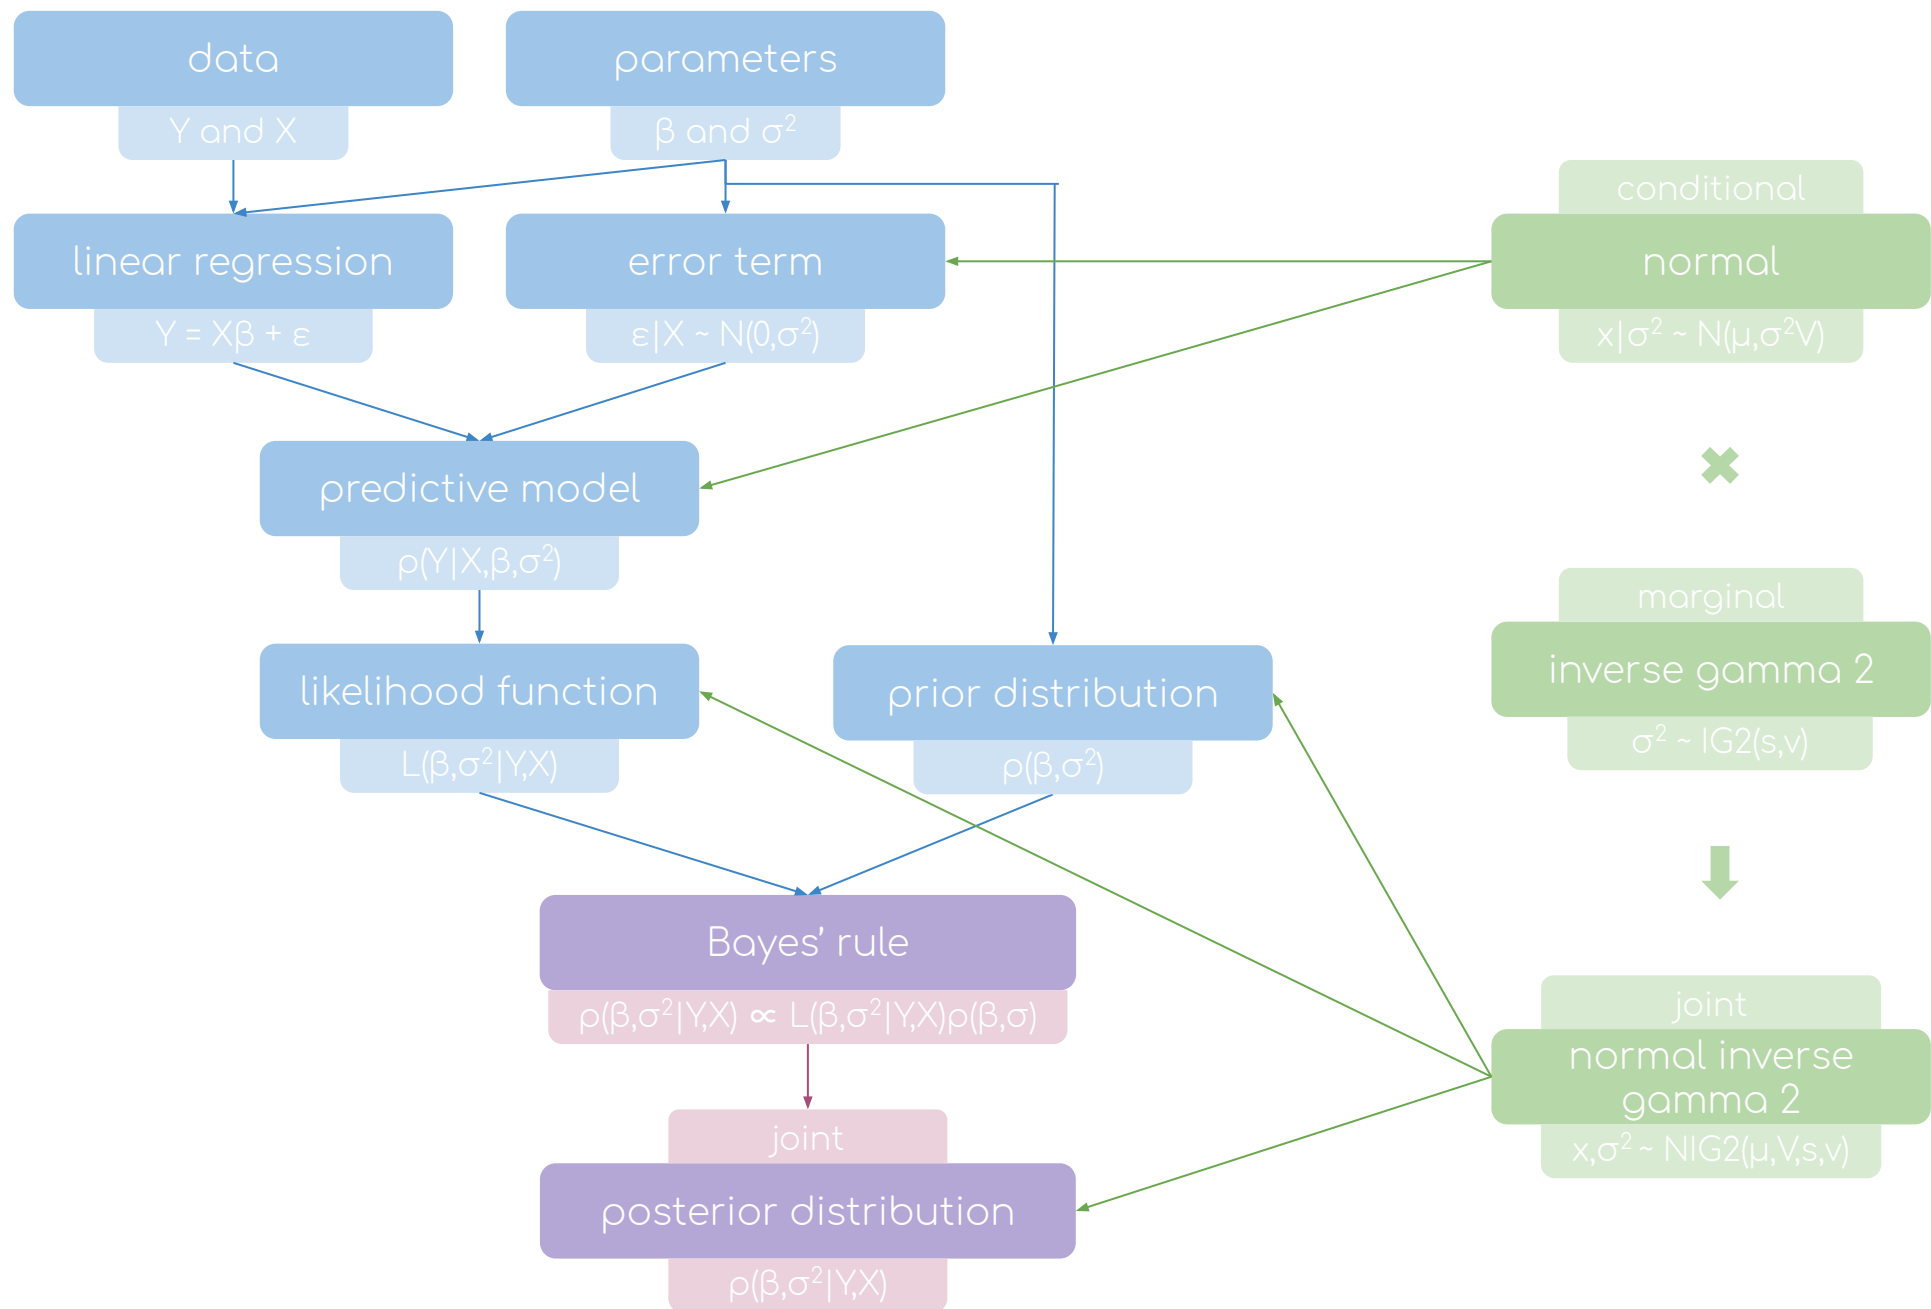 data
Y and X
parameters
β and σ²
linear regression
Y = Xβ + ε
error term
ε|X ~ N(0,σ²)
conditional
normal
x|σ² ~ N(μ,σ²V)
predictive model
p(Y|X,β,σ²)
likelihood function
L(β,σ²|Y,X)
prior distribution
p(β,σ²)
marginal
inverse gamma 2
σ² ~ IG2(s,ν)
Bayes’ rule
p(β,σ²|Y,X) ∝ L(β,σ²|Y,X)p(β,σ)
joint
normal inverse
gamma 2
x,σ² ~ NIG2(μ,V,s,ν)
joint
posterior distribution
p(β,σ²|Y,X)